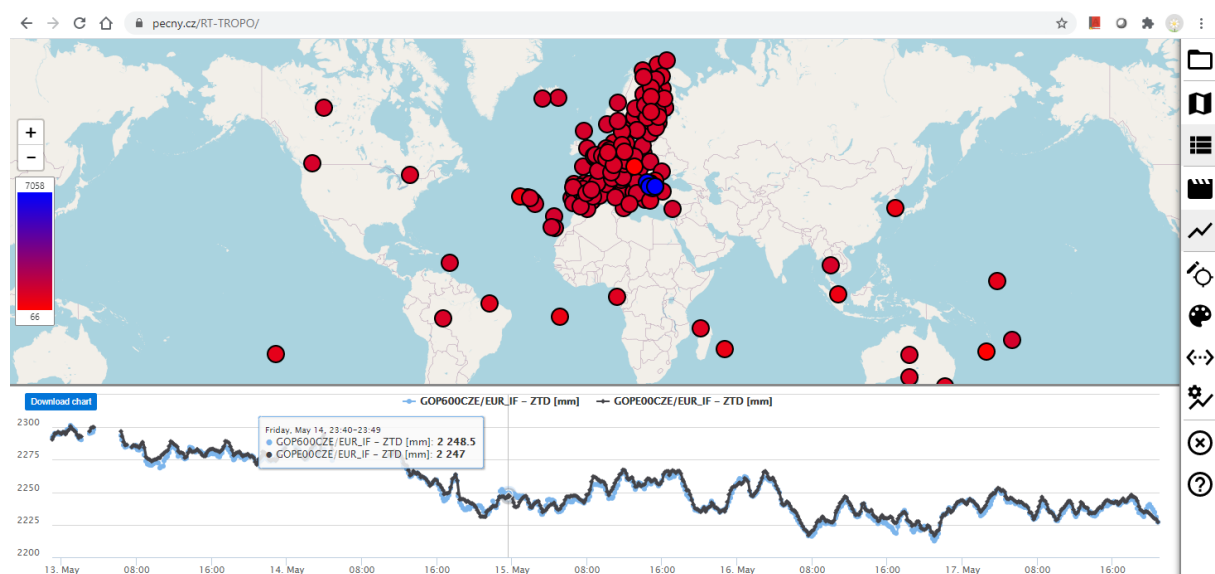 pecny.cz/RT-TROPO/
+
−
7058
66
Download chart
GOP600CZE/EUR_IF – ZTD [mm] GOPE00CZE/EUR_IF – ZTD [mm]
2300
2275
2250
2225
2200
Friday, May 14, 23:40-23:49
GOP600CZE/EUR_IF – ZTD [mm]: 2 248.5
GOPE00CZE/EUR_IF – ZTD [mm]: 2 247
13. May 08:00 16:00 14. May 08:00 16:00 15. May 08:00 16:00 16. May 08:00 16:00 17. May 08:00 16:00